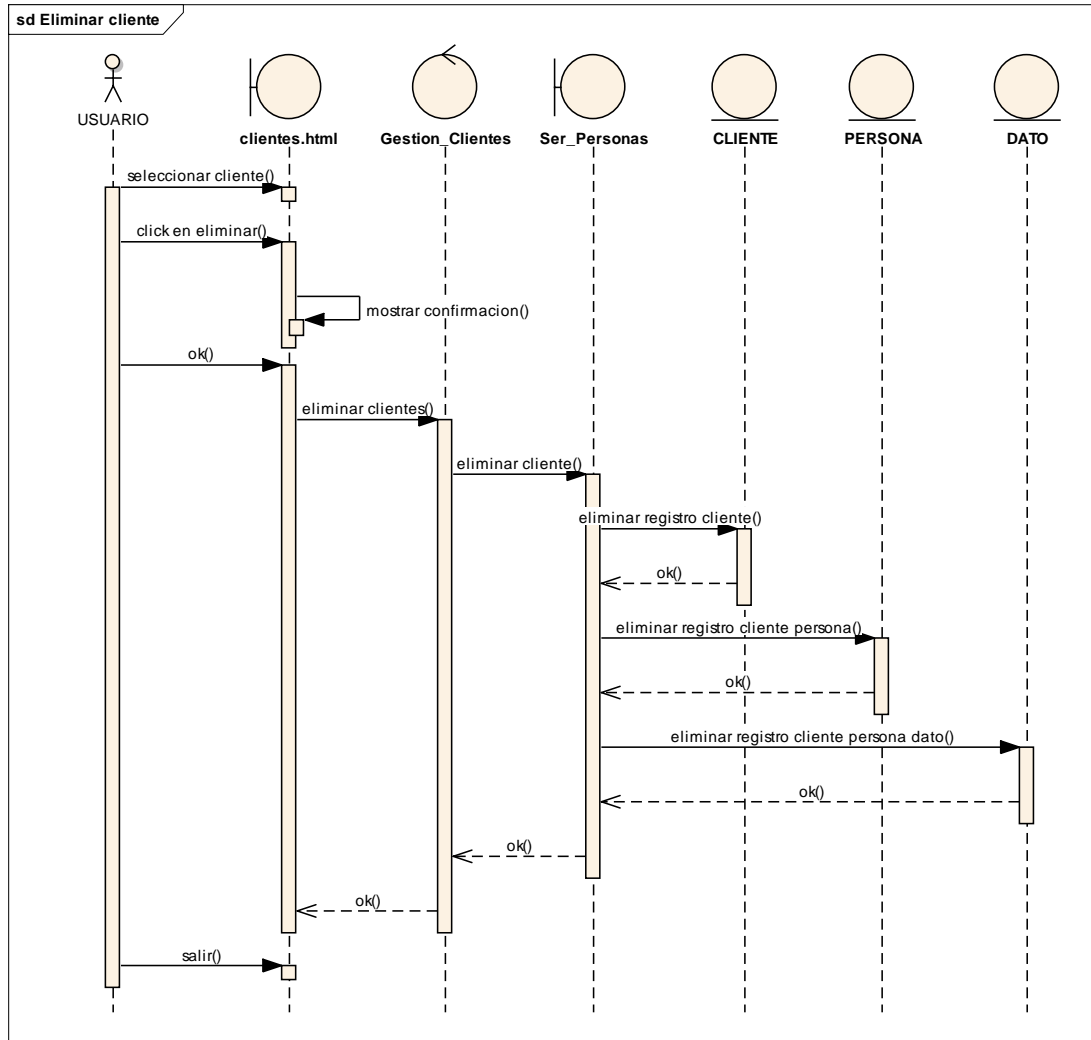 sd Eliminar cliente
USUARIO
clientes.html
Gestion_Clientes
Ser_Personas
CLIENTE
PERSONA
DATO
seleccionar cliente()
click en eliminar()
mostrar confirmacion()
ok()
eliminar clientes()
eliminar cliente()
eliminar registro cliente()
ok()
eliminar registro cliente persona()
ok()
eliminar registro cliente persona dato()
ok()
ok()
ok()
salir()